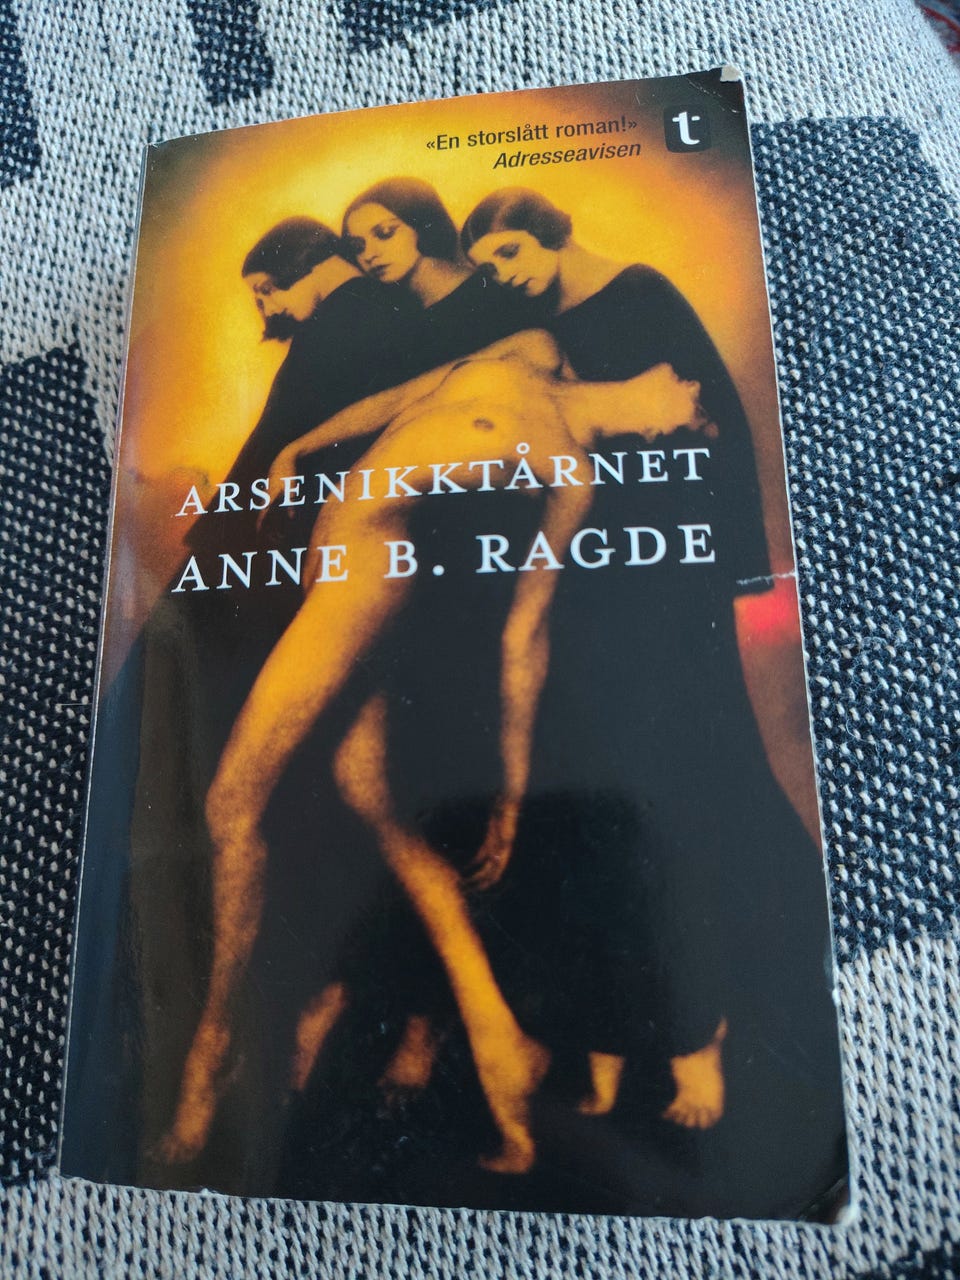 «En storslått roman!»
Adresseavisen
t
ARSENIKKTÅRNET
ANNE B. RAGDE